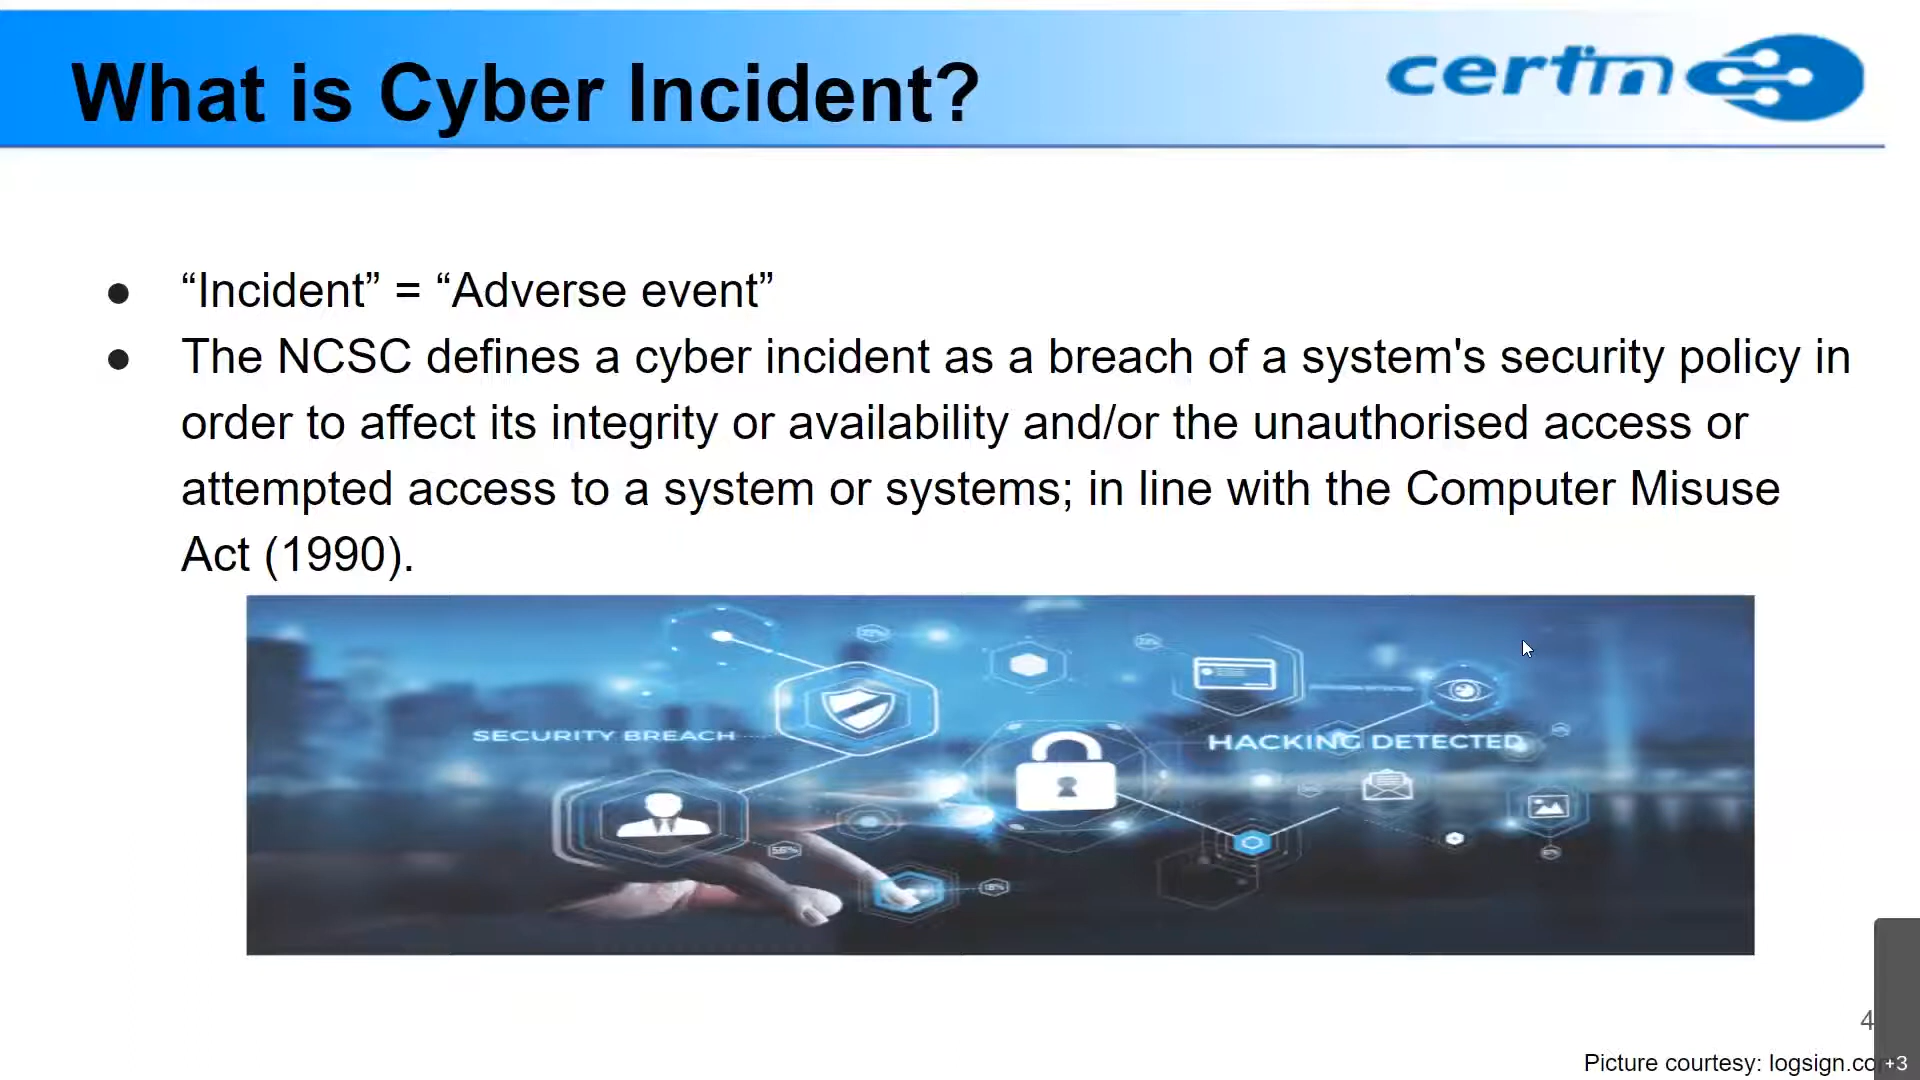 What is Cyber Incident?
certin
● “Incident” = “Adverse event”
● The NCSC defines a cyber incident as a breach of a system's security policy in
order to affect its integrity or availability and/or the unauthorised access or
attempted access to a system or systems; in line with the Computer Misuse
Act (1990).
SECURITY BREACH
HACKING DETECTED
56%
18%
4
Picture courtesy: logsign.co
+3